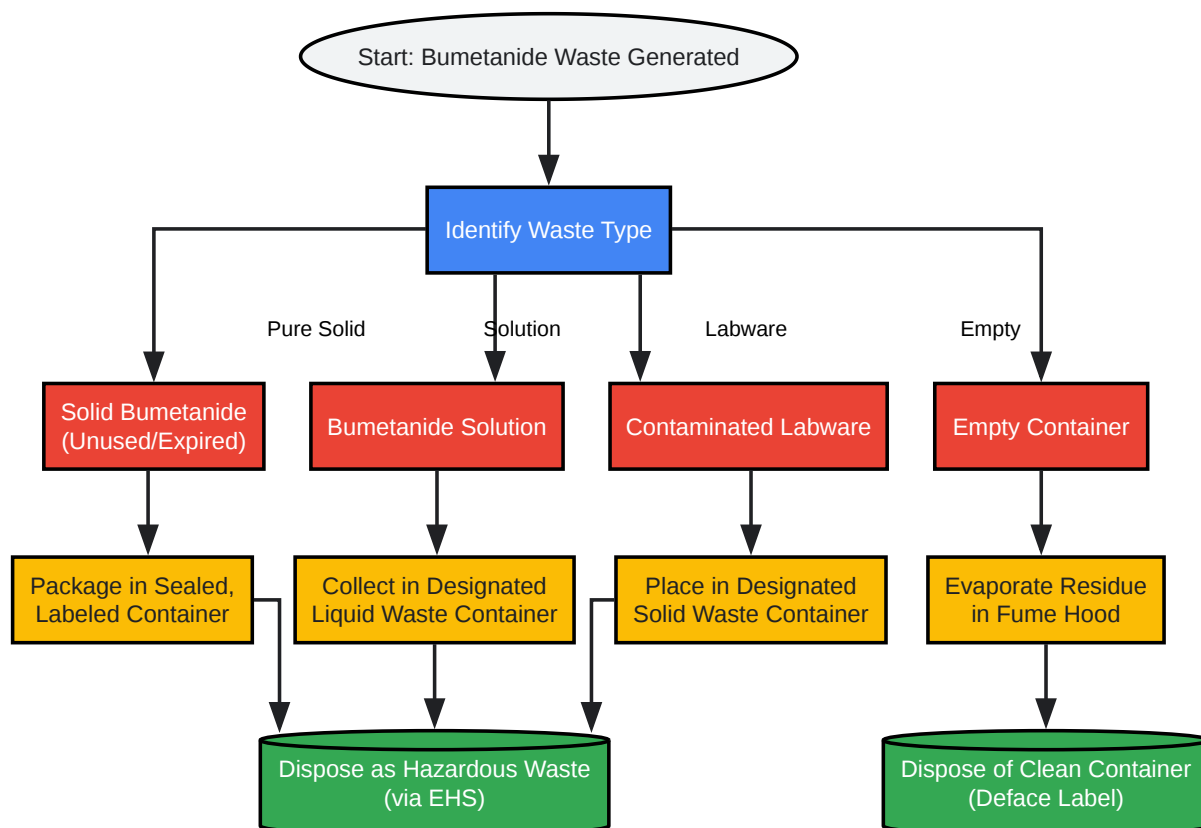 Start: Bumetanide Waste Generated
Identify Waste Type
Pure Solid
Solution
Labware
Empty
Solid Bumetanide
(Unused/Expired)
Bumetanide Solution
Contaminated Labware
Empty Container
Package in Sealed,
Labeled Container
Collect in Designated
Liquid Waste Container
Place in Designated
Solid Waste Container
Evaporate Residue
in Fume Hood
Dispose as Hazardous Waste
(via EHS)
Dispose of Clean Container
(Deface Label)